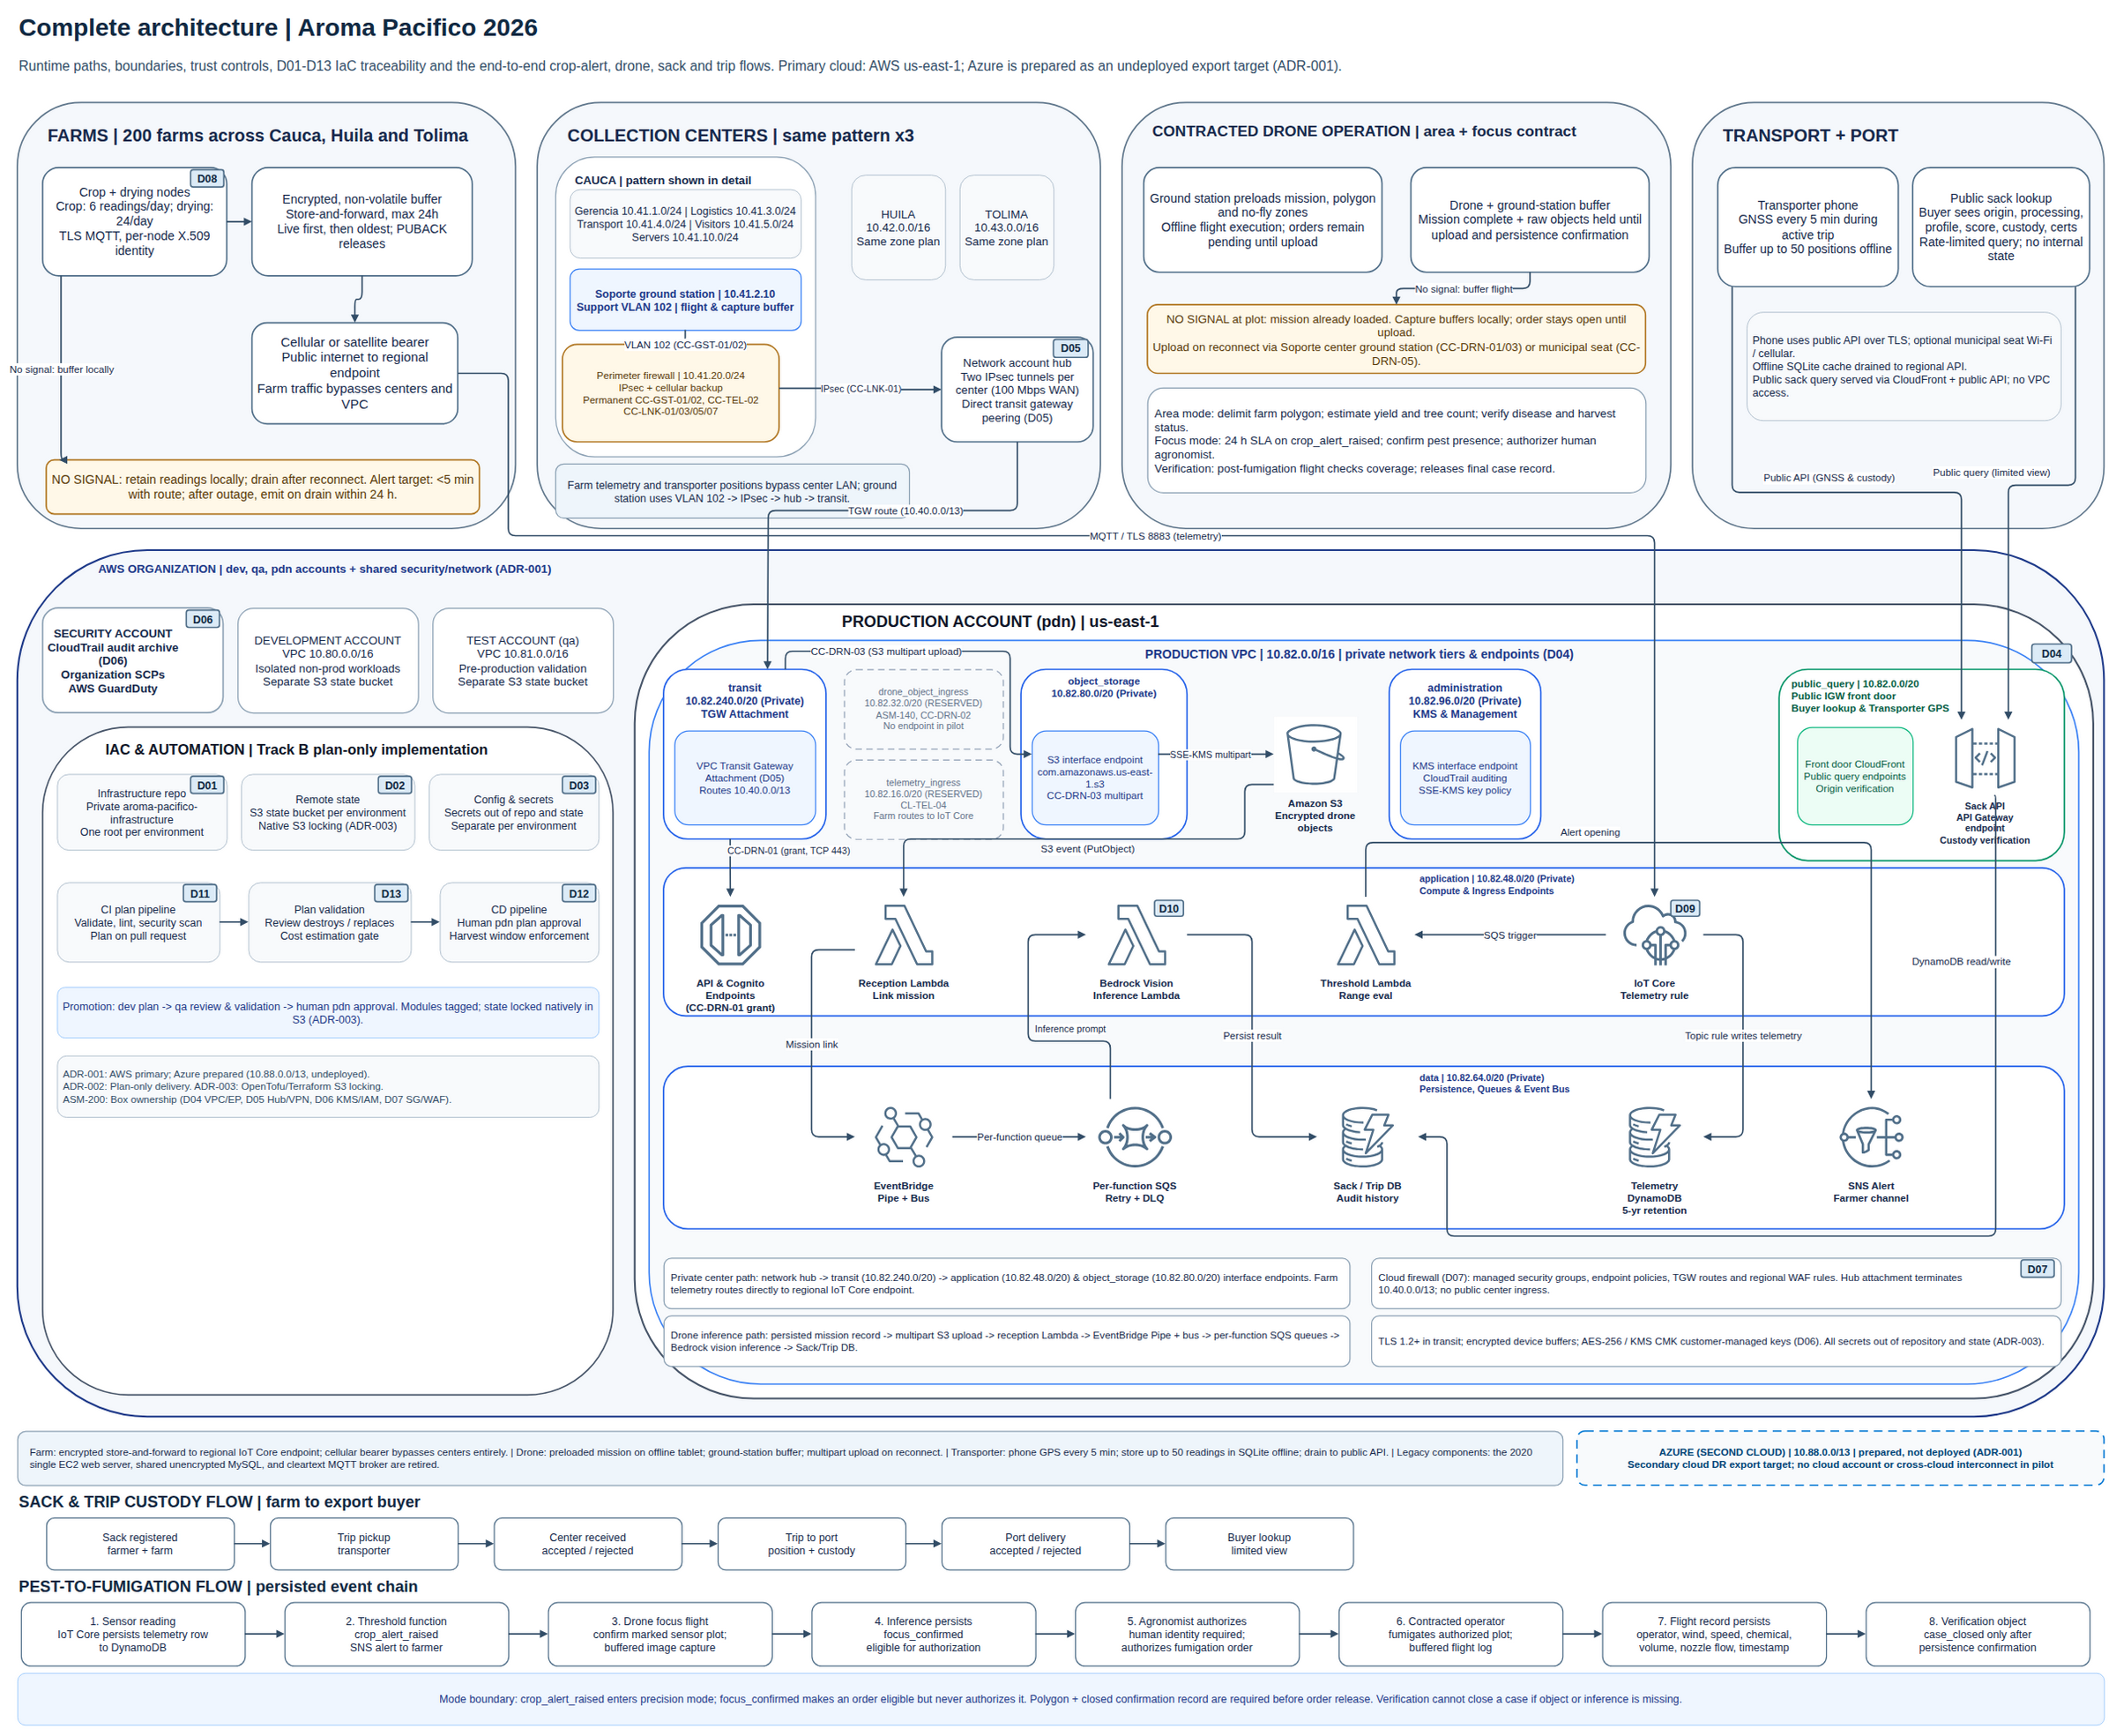 Complete architecture | Aroma Pacifico 2026
Runtime paths, boundaries, trust controls, D01-D13 IaC traceability and the end-to-end crop-alert, drone, sack and trip flows. Primary cloud: AWS us-east-1; Azure is prepared as an undeployed export target (ADR-001).
FARMS | 200 farms across Cauca, Huila and Tolima
D08
Crop + drying nodes
Crop: 6 readings/day; drying:
24/day
TLS MQTT, per-node X.509
identity
Encrypted, non-volatile buffer
Store-and-forward, max 24h
Live first, then oldest; PUBACK
releases
Cellular or satellite bearer
Public internet to regional
endpoint
Farm traffic bypasses centers and
VPC
No signal: buffer locally
NO SIGNAL: retain readings locally; drain after reconnect. Alert target: <5 min
with route; after outage, emit on drain within 24 h.
COLLECTION CENTERS | same pattern x3
CAUCA | pattern shown in detail
Gerencia 10.41.1.0/24 | Logistics 10.41.3.0/24
Transport 10.41.4.0/24 | Visitors 10.41.5.0/24
Servers 10.41.10.0/24
Soporte ground station | 10.41.2.10
Support VLAN 102 | flight & capture buffer
VLAN 102 (CC-GST-01/02)
Perimeter firewall | 10.41.20.0/24
IPsec + cellular backup
Permanent CC-GST-01/02, CC-TEL-02
CC-LNK-01/03/05/07
HUILA
10.42.0.0/16
Same zone plan
TOLIMA
10.43.0.0/16
Same zone plan
IPsec (CC-LNK-01)
D05
Network account hub
Two IPsec tunnels per
center (100 Mbps WAN)
Direct transit gateway
peering (D05)
Farm telemetry and transporter positions bypass center LAN; ground
station uses VLAN 102 -> IPsec -> hub -> transit.
TGW route (10.40.0.0/13)
CONTRACTED DRONE OPERATION | area + focus contract
Ground station preloads mission, polygon
and no-fly zones
Offline flight execution; orders remain
pending until upload
Drone + ground-station buffer
Mission complete + raw objects held until
upload and persistence confirmation
No signal: buffer flight
NO SIGNAL at plot: mission already loaded. Capture buffers locally; order stays open until
upload.
Upload on reconnect via Soporte center ground station (CC-DRN-01/03) or municipal seat (CC-
DRN-05).
Area mode: delimit farm polygon; estimate yield and tree count; verify disease and harvest
status.
Focus mode: 24 h SLA on crop_alert_raised; confirm pest presence; authorizer human
agronomist.
Verification: post-fumigation flight checks coverage; releases final case record.
TRANSPORT + PORT
Transporter phone
GNSS every 5 min during
active trip
Buffer up to 50 positions offline
Public sack lookup
Buyer sees origin, processing,
profile, score, custody, certs
Rate-limited query; no internal
state
Phone uses public API over TLS; optional municipal seat Wi-Fi
/ cellular.
Offline SQLite cache drained to regional API.
Public sack query served via CloudFront + public API; no VPC
access.
Public API (GNSS & custody)
Public query (limited view)
MQTT / TLS 8883 (telemetry)
AWS ORGANIZATION | dev, qa, pdn accounts + shared security/network (ADR-001)
D06
SECURITY ACCOUNT
CloudTrail audit archive
(D06)
Organization SCPs
AWS GuardDuty
DEVELOPMENT ACCOUNT
VPC 10.80.0.0/16
Isolated non-prod workloads
Separate S3 state bucket
TEST ACCOUNT (qa)
VPC 10.81.0.0/16
Pre-production validation
Separate S3 state bucket
IAC & AUTOMATION | Track B plan-only implementation
D01
Infrastructure repo
Private aroma-pacifico-
infrastructure
One root per environment
D02
Remote state
S3 state bucket per environment
Native S3 locking (ADR-003)
D03
Config & secrets
Secrets out of repo and state
Separate per environment
D11
CI plan pipeline
Validate, lint, security scan
Plan on pull request
D13
Plan validation
Review destroys / replaces
Cost estimation gate
D12
CD pipeline
Human pdn plan approval
Harvest window enforcement
Promotion: dev plan -> qa review & validation -> human pdn approval. Modules tagged; state locked natively in
S3 (ADR-003).
ADR-001: AWS primary; Azure prepared (10.88.0.0/13, undeployed).
ADR-002: Plan-only delivery. ADR-003: OpenTofu/Terraform S3 locking.
ASM-200: Box ownership (D04 VPC/EP, D05 Hub/VPN, D06 KMS/IAM, D07 SG/WAF).
PRODUCTION ACCOUNT (pdn) | us-east-1
PRODUCTION VPC | 10.82.0.0/16 | private network tiers & endpoints (D04)
D04
CC-DRN-03 (S3 multipart upload)
transit
10.82.240.0/20 (Private)
TGW Attachment
VPC Transit Gateway
Attachment (D05)
Routes 10.40.0.0/13
drone_object_ingress
10.82.32.0/20 (RESERVED)
ASM-140, CC-DRN-02
No endpoint in pilot
telemetry_ingress
10.82.16.0/20 (RESERVED)
CL-TEL-04
Farm routes to IoT Core
object_storage
10.82.80.0/20 (Private)
S3 interface endpoint
com.amazonaws.us-east-
1.s3
CC-DRN-03 multipart
SSE-KMS multipart
Amazon S3
Encrypted drone
objects
administration
10.82.96.0/20 (Private)
KMS & Management
KMS interface endpoint
CloudTrail auditing
SSE-KMS key policy
public_query | 10.82.0.0/20
Public IGW front door
Buyer lookup & Transporter GPS
Front door CloudFront
Public query endpoints
Origin verification
Sack API
API Gateway
endpoint
Custody verification
CC-DRN-01 (grant, TCP 443)
S3 event (PutObject)
Alert opening
application | 10.82.48.0/20 (Private)
Compute & Ingress Endpoints
API & Cognito
Endpoints
(CC-DRN-01 grant)
Reception Lambda
Link mission
D10
Bedrock Vision
Inference Lambda
Threshold Lambda
Range eval
SQS trigger
D09
IoT Core
Telemetry rule
DynamoDB read/write
Mission link
Inference prompt
Persist result
Topic rule writes telemetry
data | 10.82.64.0/20 (Private)
Persistence, Queues & Event Bus
EventBridge
Pipe + Bus
Per-function queue
Per-function SQS
Retry + DLQ
Sack / Trip DB
Audit history
Telemetry
DynamoDB
5-yr retention
SNS Alert
Farmer channel
Private center path: network hub -> transit (10.82.240.0/20) -> application (10.82.48.0/20) & object_storage (10.82.80.0/20) interface endpoints. Farm
telemetry routes directly to regional IoT Core endpoint.
D07
Cloud firewall (D07): managed security groups, endpoint policies, TGW routes and regional WAF rules. Hub attachment terminates
10.40.0.0/13; no public center ingress.
Drone inference path: persisted mission record -> multipart S3 upload -> reception Lambda -> EventBridge Pipe + bus -> per-function SQS queues ->
Bedrock vision inference -> Sack/Trip DB.
TLS 1.2+ in transit; encrypted device buffers; AES-256 / KMS CMK customer-managed keys (D06). All secrets out of repository and state (ADR-003).
Farm: encrypted store-and-forward to regional IoT Core endpoint; cellular bearer bypasses centers entirely. | Drone: preloaded mission on offline tablet; ground-station buffer; multipart upload on reconnect. | Transporter: phone GPS every 5 min; store up to 50 readings in SQLite offline; drain to public API. | Legacy components: the 2020
single EC2 web server, shared unencrypted MySQL, and cleartext MQTT broker are retired.
AZURE (SECOND CLOUD) | 10.88.0.0/13 | prepared, not deployed (ADR-001)
Secondary cloud DR export target; no cloud account or cross-cloud interconnect in pilot
SACK & TRIP CUSTODY FLOW | farm to export buyer
Sack registered
farmer + farm
Trip pickup
transporter
Center received
accepted / rejected
Trip to port
position + custody
Port delivery
accepted / rejected
Buyer lookup
limited view
PEST-TO-FUMIGATION FLOW | persisted event chain
1. Sensor reading
IoT Core persists telemetry row
to DynamoDB
2. Threshold function
crop_alert_raised
SNS alert to farmer
3. Drone focus flight
confirm marked sensor plot;
buffered image capture
4. Inference persists
focus_confirmed
eligible for authorization
5. Agronomist authorizes
human identity required;
authorizes fumigation order
6. Contracted operator
fumigates authorized plot;
buffered flight log
7. Flight record persists
operator, wind, speed, chemical,
volume, nozzle flow, timestamp
8. Verification object
case_closed only after
persistence confirmation
Mode boundary: crop_alert_raised enters precision mode; focus_confirmed makes an order eligible but never authorizes it. Polygon + closed confirmation record are required before order release. Verification cannot close a case if object or inference is missing.